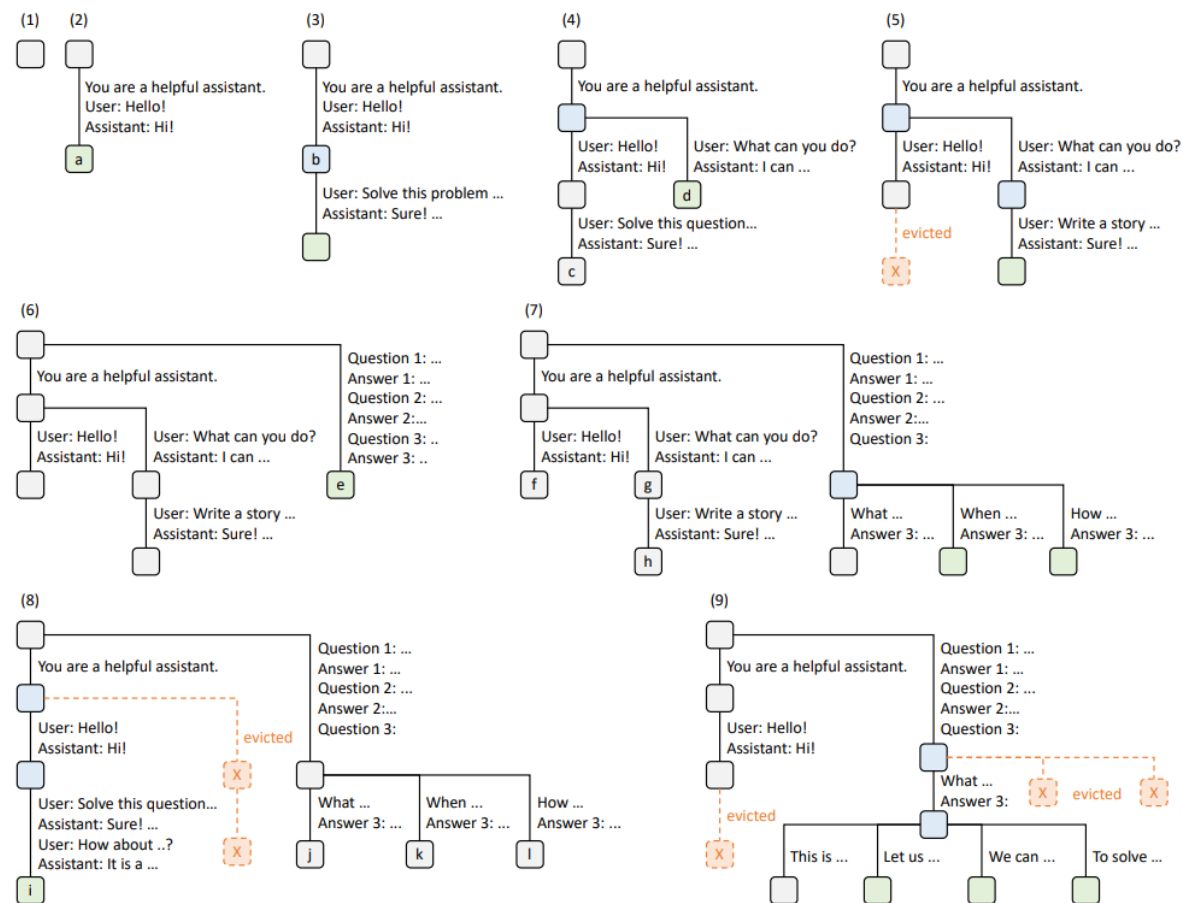 (1)
(2)
You are a helpful assistant.
User: Hello!
Assistant: Hi!
a
(3)
You are a helpful assistant.
User: Hello!
Assistant: Hi!
b
User: Solve this problem ...
Assistant: Sure! ...
(4)
You are a helpful assistant.
User: Hello!
Assistant: Hi!
User: What can you do?
Assistant: I can ...
d
User: Solve this question...
Assistant: Sure! ...
c
(5)
You are a helpful assistant.
User: Hello!
Assistant: Hi!
User: What can you do?
Assistant: I can ...
evicted
X
User: Write a story ...
Assistant: Sure! ...
(6)
You are a helpful assistant.
User: Hello!
Assistant: Hi!
User: What can you do?
Assistant: I can ...
User: Write a story ...
Assistant: Sure! ...
Question 1: ...
Answer 1: ...
Question 2: ...
Answer 2:...
Question 3: ..
Answer 3: ..
e
(7)
You are a helpful assistant.
User: Hello!
Assistant: Hi!
f
User: What can you do?
Assistant: I can ...
g
User: Write a story ...
Assistant: Sure! ...
h
Question 1: ...
Answer 1: ...
Question 2: ...
Answer 2:...
Question 3:
What ...
Answer 3: ...
When ...
Answer 3: ...
How ...
Answer 3: ...
(8)
You are a helpful assistant.
User: Hello!
Assistant: Hi!
evicted
X
X
User: Solve this question...
Assistant: Sure! ...
User: How about ..?
Assistant: It is a ...
i
Question 1: ...
Answer 1: ...
Question 2: ...
Answer 2:...
Question 3:
What ...
Answer 3: ...
j
When ...
Answer 3: ...
k
How ...
Answer 3: ...
l
(9)
You are a helpful assistant.
User: Hello!
Assistant: Hi!
evicted
X
Question 1: ...
Answer 1: ...
Question 2: ...
Answer 2:...
Question 3:
What ...
Answer 3:
X
evicted
X
This is ...
Let us ...
We can ...
To solve ...